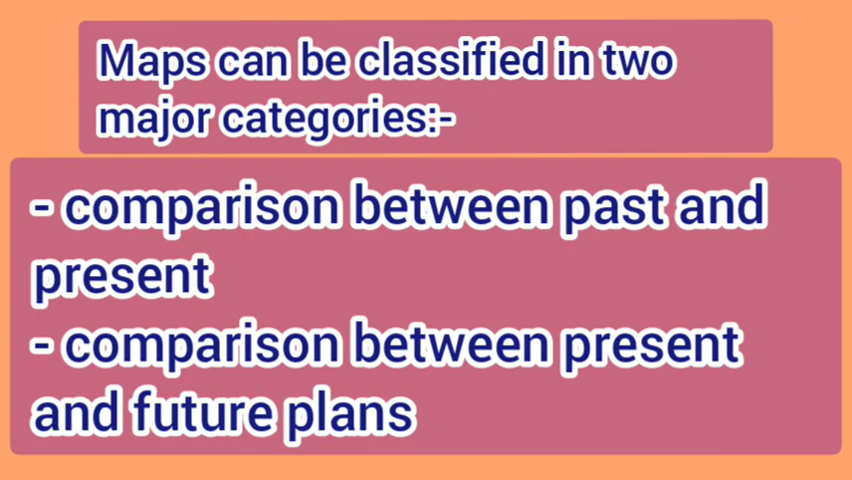 Maps can be classified in two
major categories:-
- comparison between past and
present
- comparison between present
and future plans